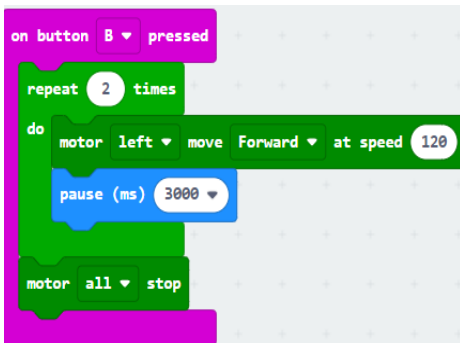 on button B pressed
repeat 2 times
do
motor left move Forward at speed 120
pause (ms) 3000
motor all stop